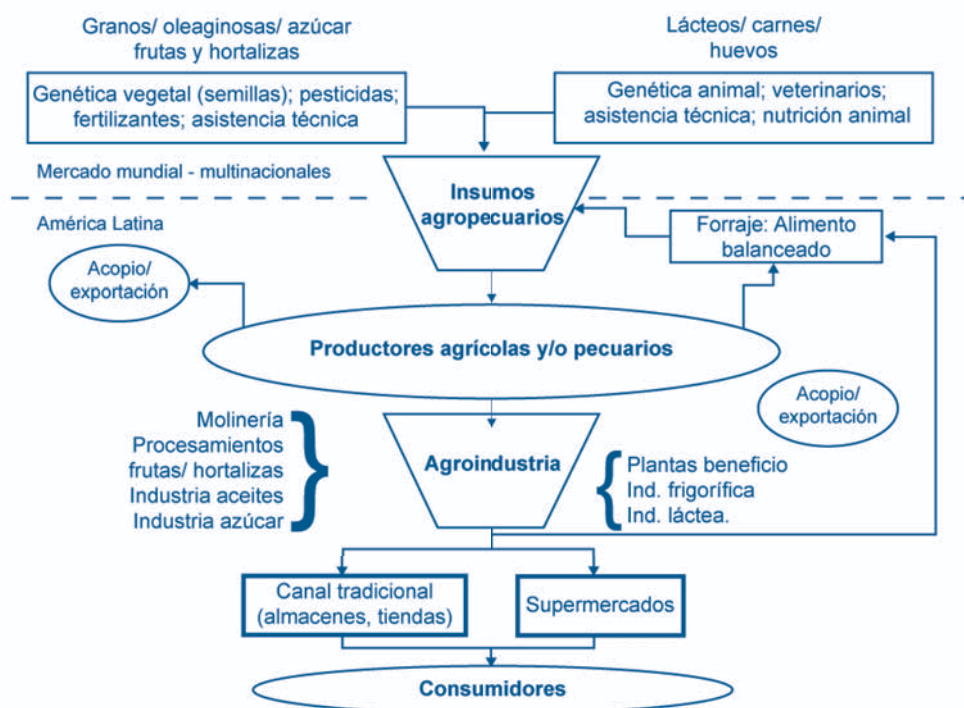 Granos/ oleaginosas/ azúcar
frutas y hortalizas
Lácteos/ carnes/
huevos
Genética vegetal (semillas); pesticidas;
fertilizantes; asistencia técnica
Genética animal; veterinarios;
asistencia técnica; nutrición animal
Mercado mundial - multinacionales
Insumos
agropecuarios
América Latina
Forraje: Alimento
balanceado
Acopio/
exportación
Productores agrícolas y/o pecuarios
Acopio/
exportación
Molinería
Procesamientos
frutas/ hortalizas
Industria aceites
Industria azúcar
Agroindustria
Plantas beneficio
Ind. frigorífica
Ind. láctea.
Canal tradicional
(almacenes, tiendas)
Supermercados
Consumidores